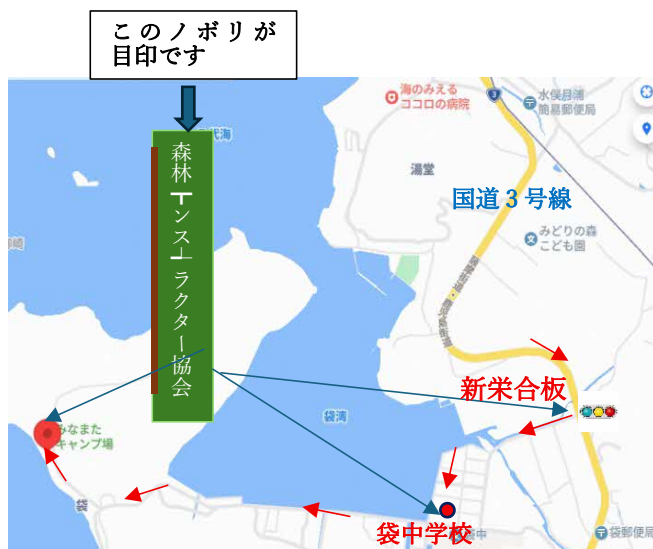 このノボリが
目印です
森林インストラクター協会
海のみえる
ココロの病院
3
水俣月浦
簡易郵便局
湯堂
国道3号線
みどりの森
こども園
新栄合板
袋湾
みなまた
キャンプ場
袋中学校
袋郵便局